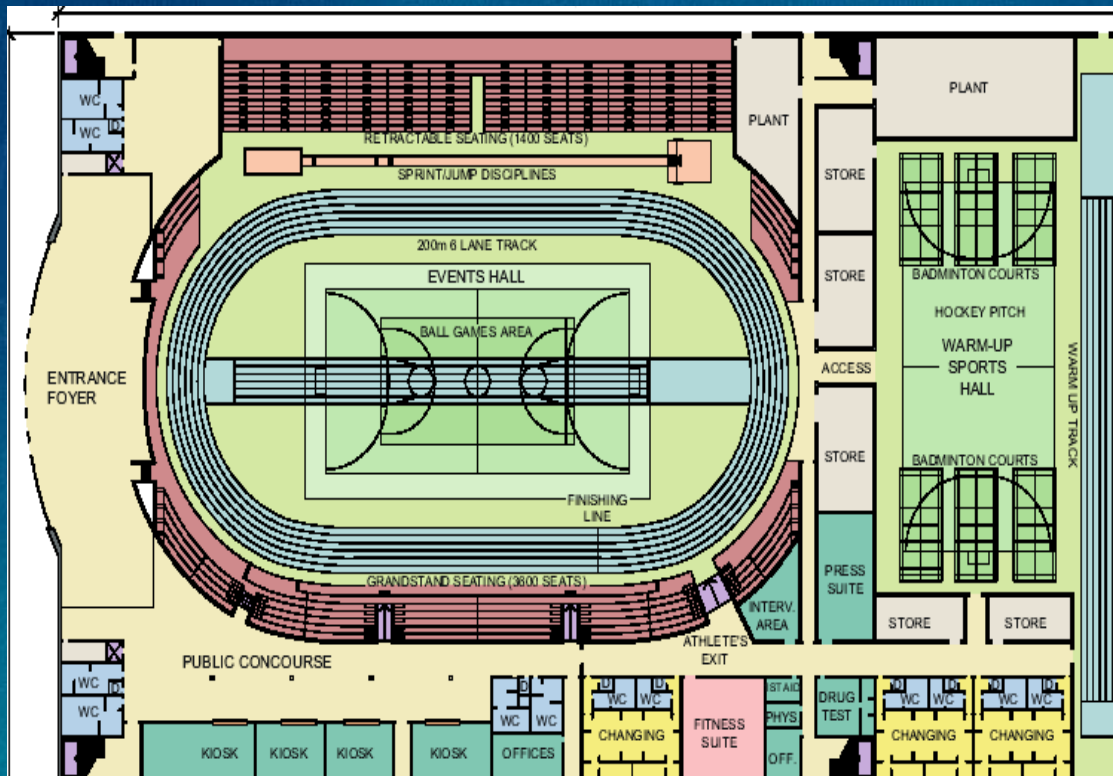 WC
WC
D
RETRACTABLE SEATING (1400 SEATS)
SPRINT/JUMP DISCIPLINES
PLANT
PLANT
STORE
200m 6 LANE TRACK
EVENTS HALL
STORE
BADMINTON COURTS
HOCKEY PITCH
BALL GAMES AREA
WARM-UP
SPORTS
HALL
WARM UP TRACK
ENTRANCE
FOYER
ACCESS
STORE
BADMINTON COURTS
FINISHING
LINE
GRANDSTAND SEATING (3600 SEATS)
PRESS
SUITE
INTERV.
AREA
STORE
STORE
ATHLETE'S
EXIT
PUBLIC CONCOURSE
WC
D
WC
D
WC
WC
D
WC
WC
D
1ST AID
PHYS
OFF.
DRUG
TEST
D
WC
WC
D
D
WC
WC
D
KIOSK
KIOSK
KIOSK
KIOSK
OFFICES
CHANGING
FITNESS
SUITE
CHANGING
CHANGING